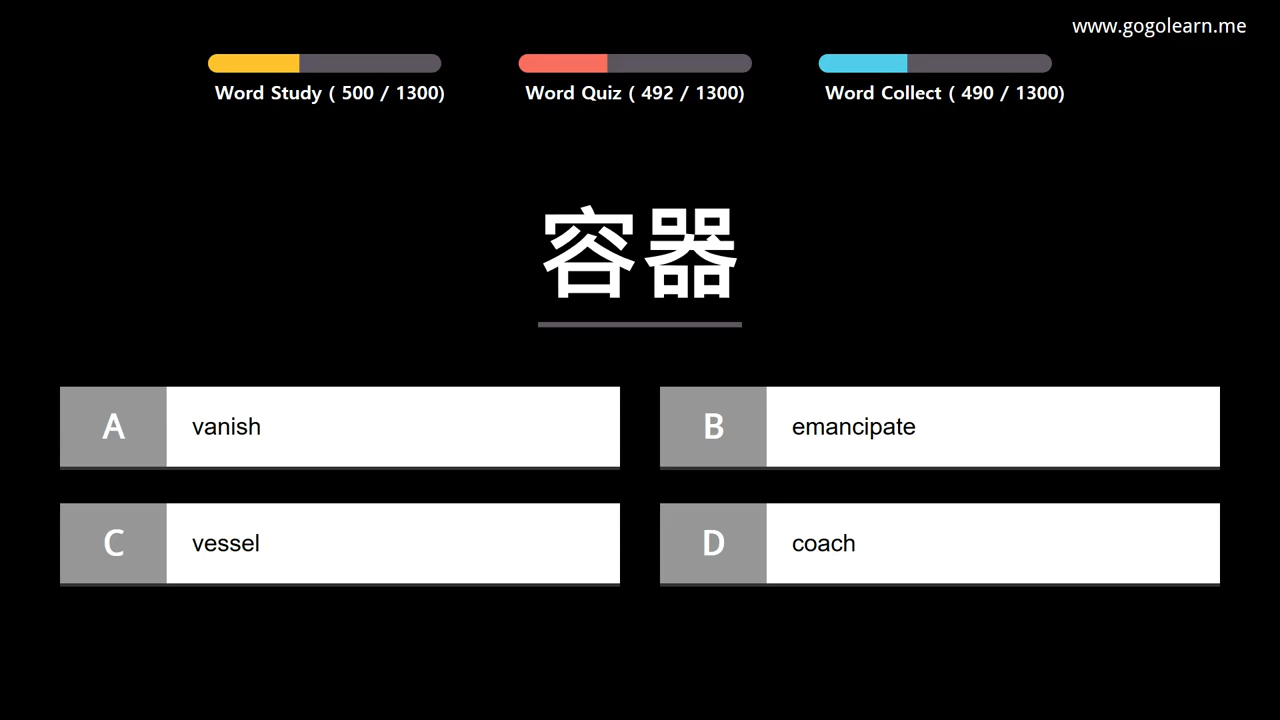 www.gogolearn.me
Word Study ( 500 / 1300)
Word Quiz ( 492 / 1300)
Word Collect ( 490 / 1300)
容器
A vanish
B emancipate
C vessel
D coach